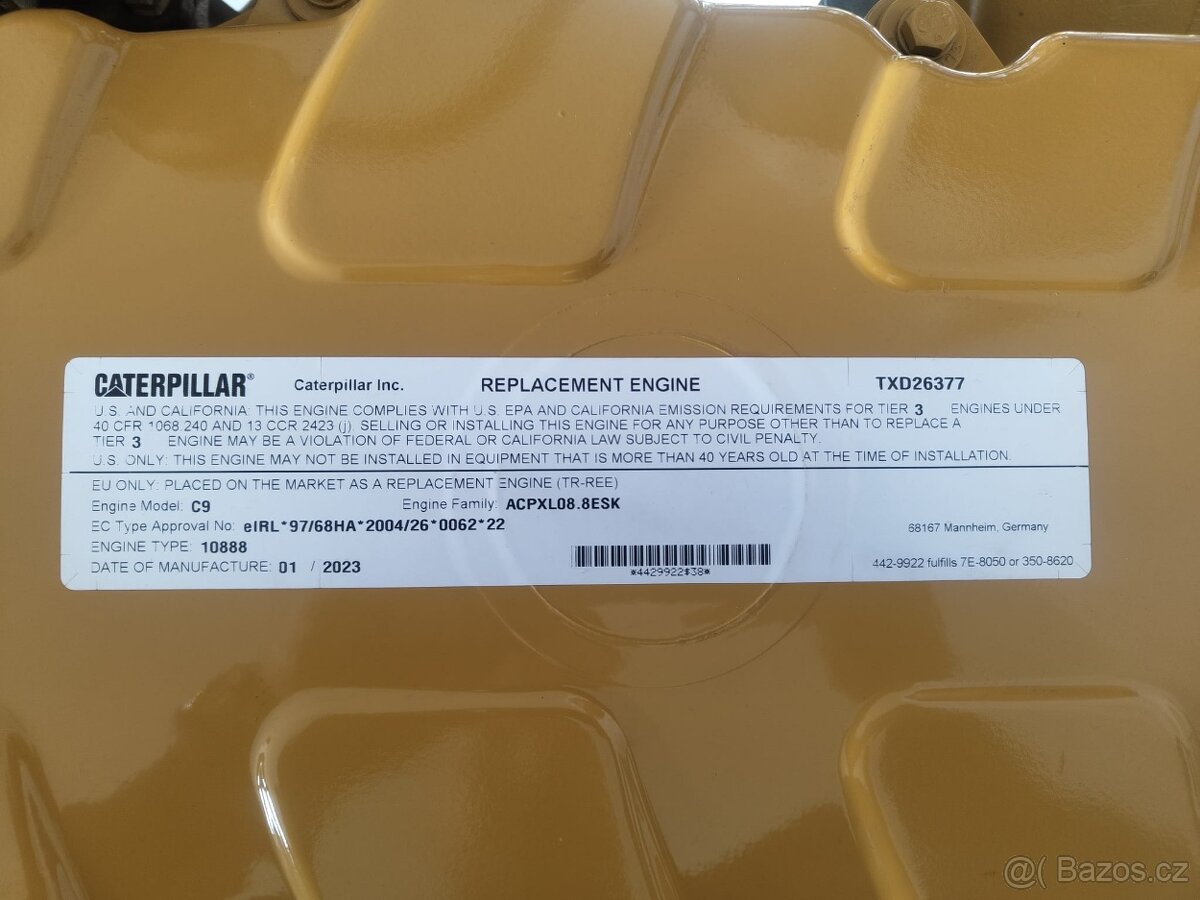 CATERPILLAR® Caterpillar Inc. REPLACEMENT ENGINE TXD26377
U.S. AND CALIFORNIA: THIS ENGINE COMPLIES WITH U.S. EPA AND CALIFORNIA EMISSION REQUIREMENTS FOR TIER 3 ENGINES UNDER
40 CFR 1068.240 AND 13 CCR 2423 (j). SELLING OR INSTALLING THIS ENGINE FOR ANY PURPOSE OTHER THAN TO REPLACE A
TIER 3 ENGINE MAY BE A VIOLATION OF FEDERAL OR CALIFORNIA LAW SUBJECT TO CIVIL PENALTY.
U.S. ONLY: THIS ENGINE MAY NOT BE INSTALLED IN EQUIPMENT THAT IS MORE THAN 40 YEARS OLD AT THE TIME OF INSTALLATION.
EU ONLY: PLACED ON THE MARKET AS A REPLACEMENT ENGINE (TR-REE)
Engine Model: C9 Engine Family: ACPXL08.8ESK
EC Type Approval No: eIRL*97/68HA*2004/26*0062*22
68167 Mannheim, Germany
ENGINE TYPE: 10888
DATE OF MANUFACTURE: 01 / 2023
*4429922$38*
442-9922 fulfills 7E-8050 or 350-8620
@( Bazos.cz